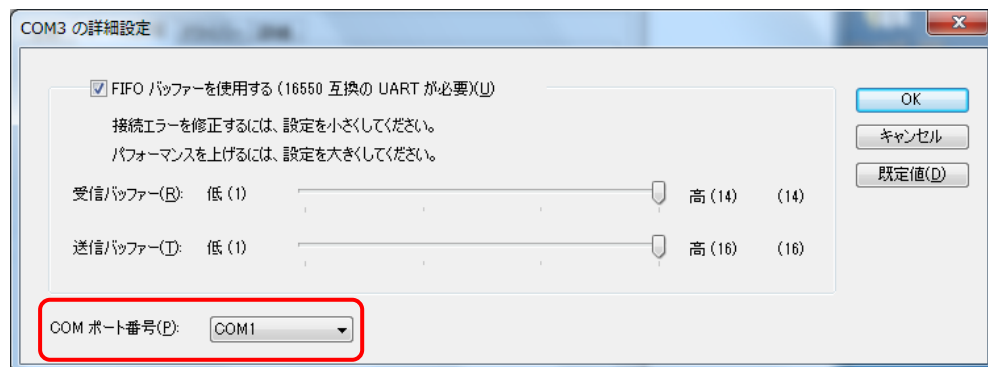 COM3 の詳細設定
FIFO バッファーを使用する (16550 互換の UART が必要)(U)
OK
接続エラーを修正するには、設定を小さくしてください。
キャンセル
パフォーマンスを上げるには、設定を大きくしてください。
既定値(D)
受信バッファー(R): 低 (1) 高 (14) (14)
送信バッファー(T): 低 (1) 高 (16) (16)
COM ポート番号(P): COM1